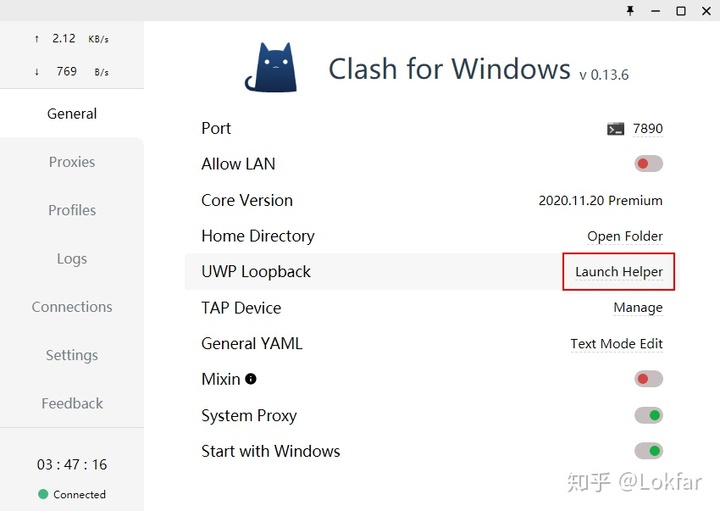 ↑ 2.12 KB/s
↓ 769 B/s
General
Proxies
Profiles
Logs
Connections
Settings
Feedback
03 : 47 : 16
Connected
Clash for Windows v 0.13.6
Port 7890
Allow LAN
Core Version 2020.11.20 Premium
Home Directory Open Folder
UWP Loopback Launch Helper
TAP Device Manage
General YAML Text Mode Edit
Mixin
System Proxy
Start with Windows
知乎 @Lokfar